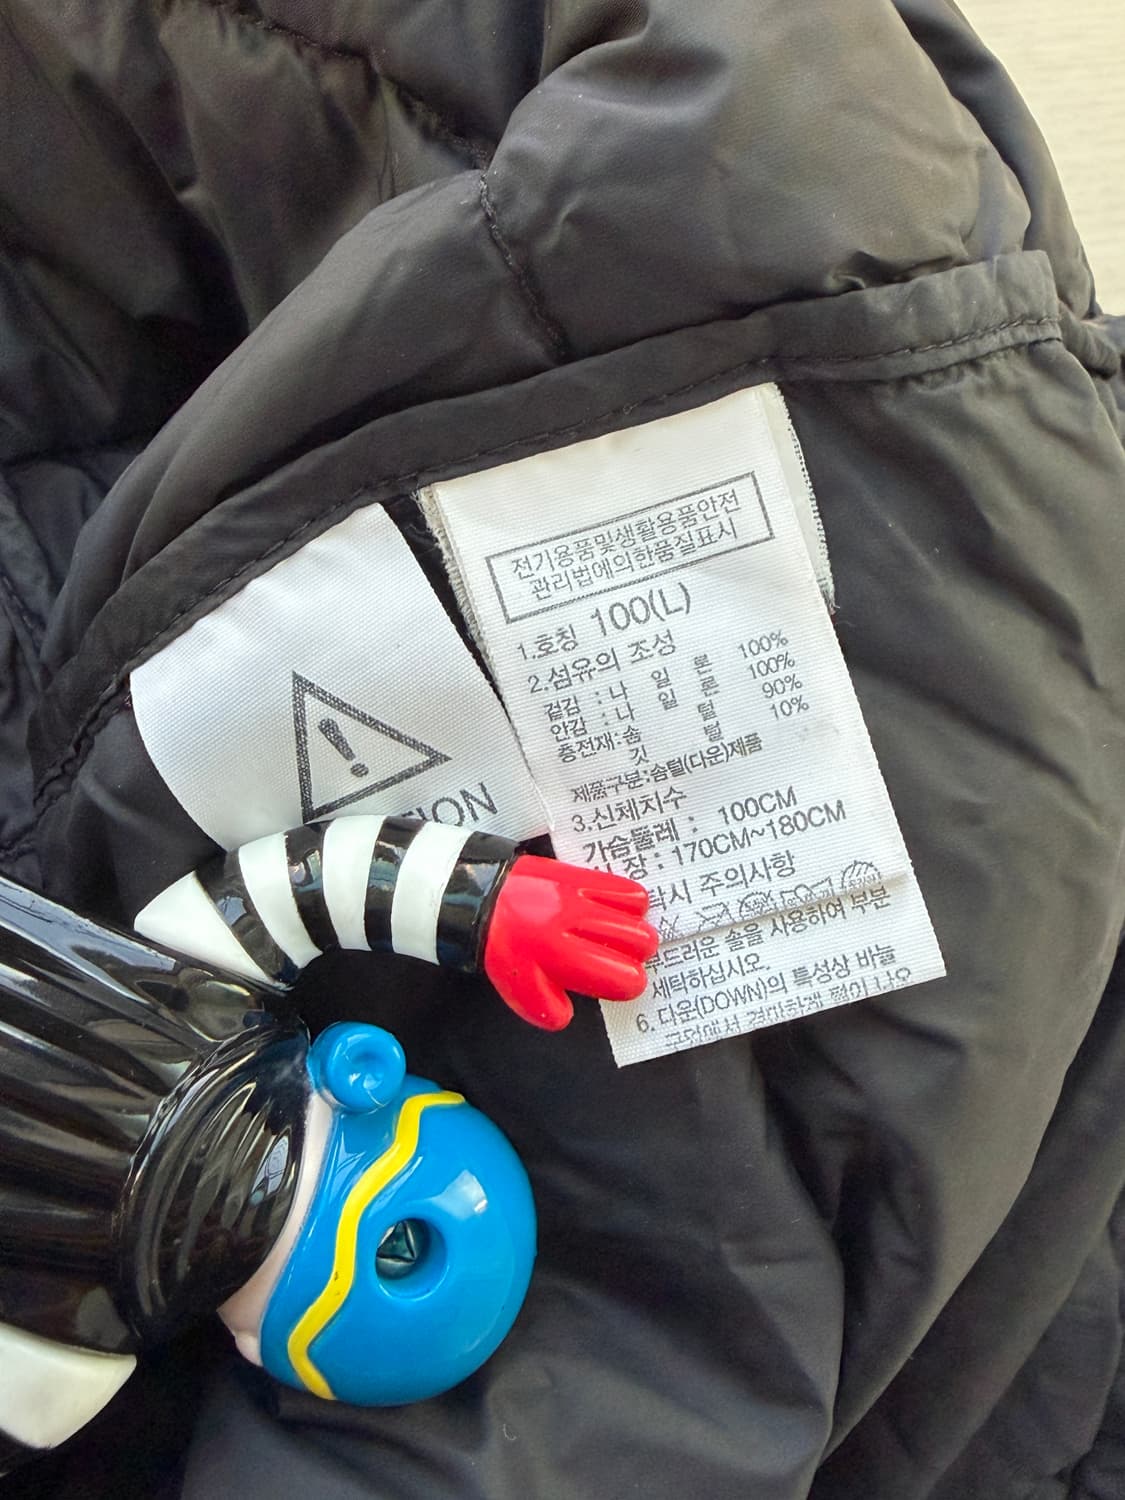 전기용품및생활용품안전
관리법에의한품질표시
1.호칭 100(L)
2.섬유의 조성
겉감 : 나 일 론 100%
안감 : 나 일 론 100%
충전재:솜 털 90%
깃 털 10%
제품구분:솜털(다운)제품
3.신체치수
가슴둘레 : 100CM
장 : 170CM~180CM
주의사항
부드러운 솔을 사용하여 부분
세탁하십시오.
6.다운(DOWN)의 특성상 바늘
TION